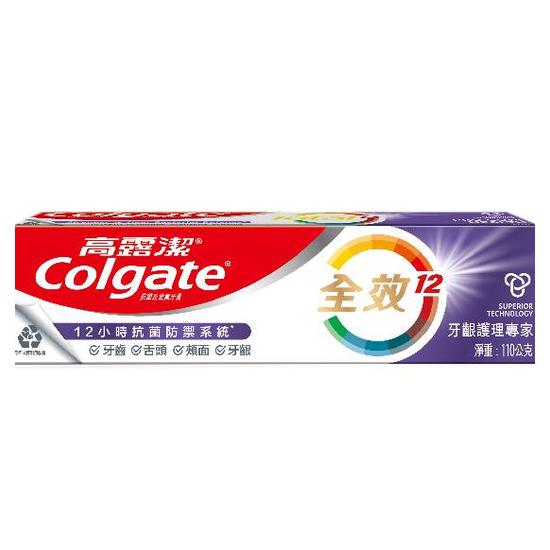 高露潔®
Colgate®
12小時抗菌防禦系統*
牙齒 舌頭 頰面 牙齦
全效12
SUPERIOR
TECHNOLOGY
牙齦護理專家
淨重:110公克